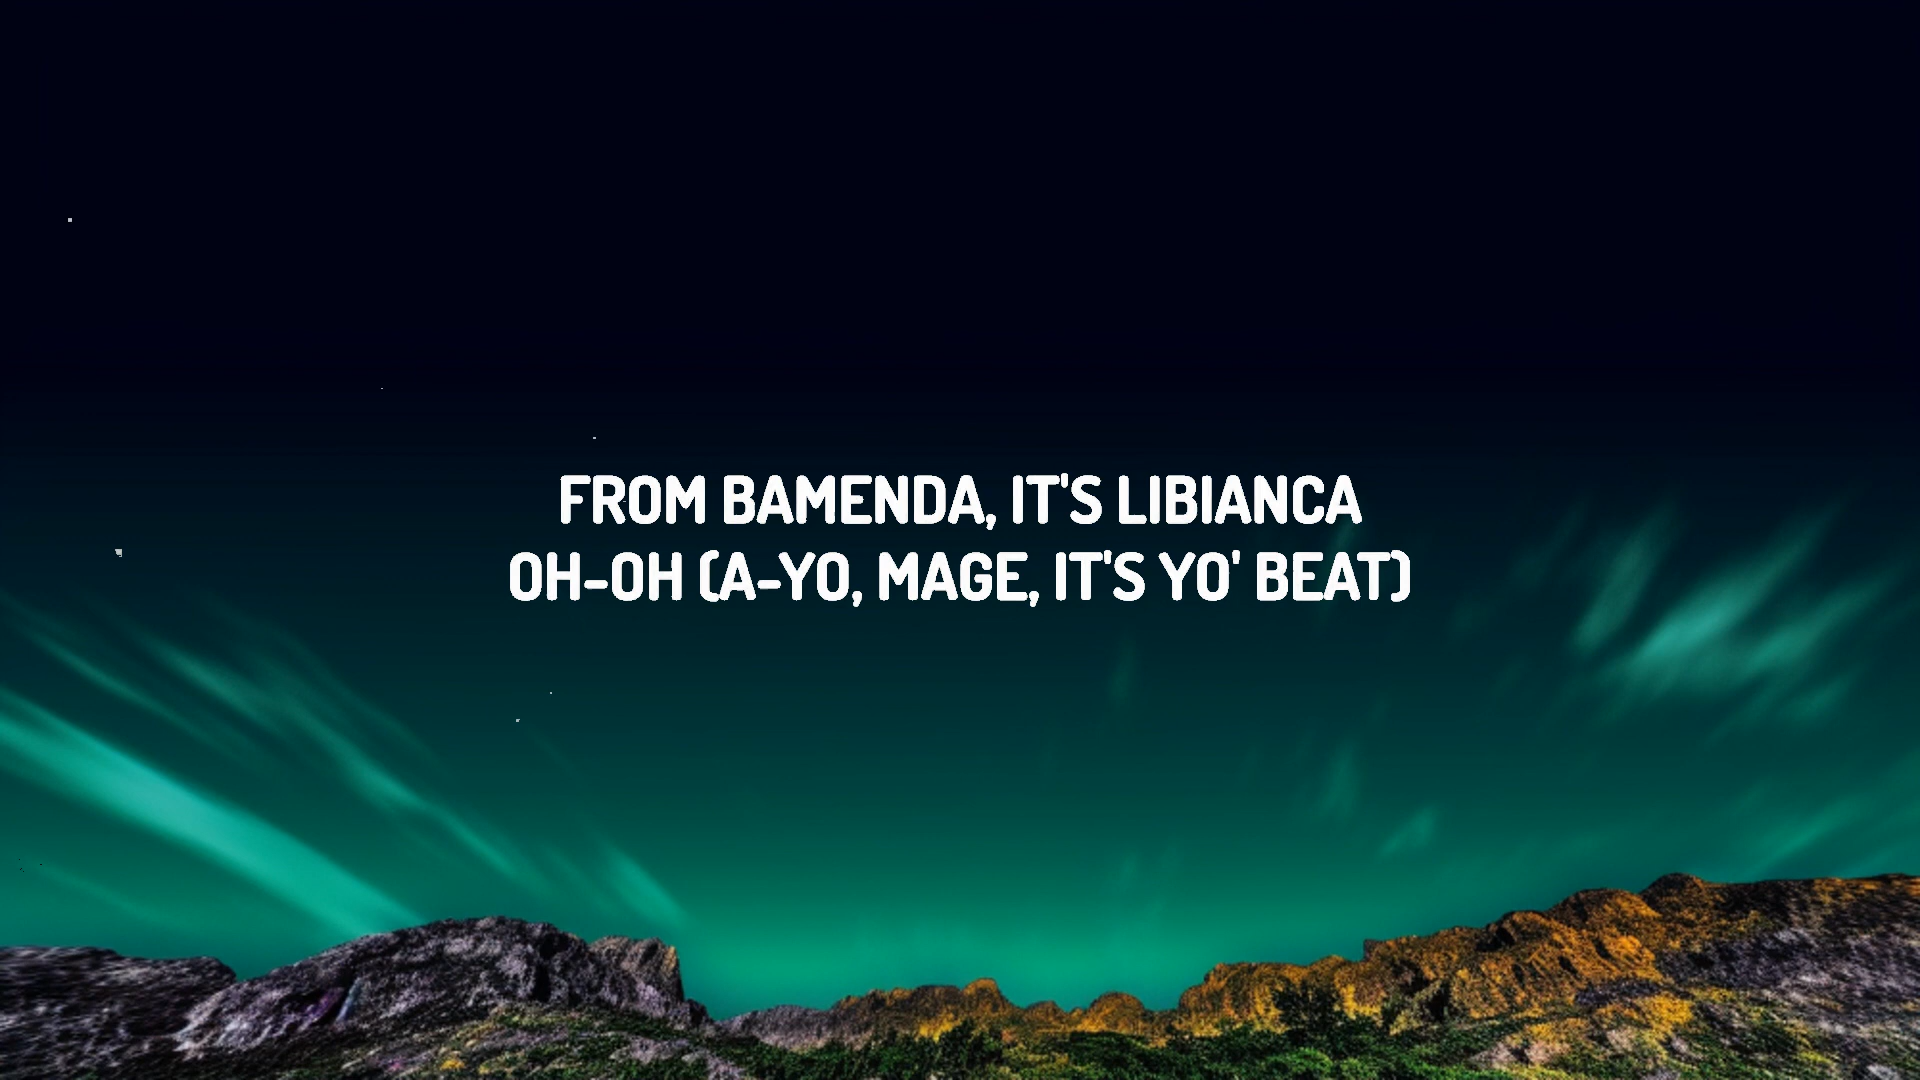 FROM BAMENDA, IT'S LIBIANCA
OH-OH (A-YO, MAGE, IT'S YO' BEAT)